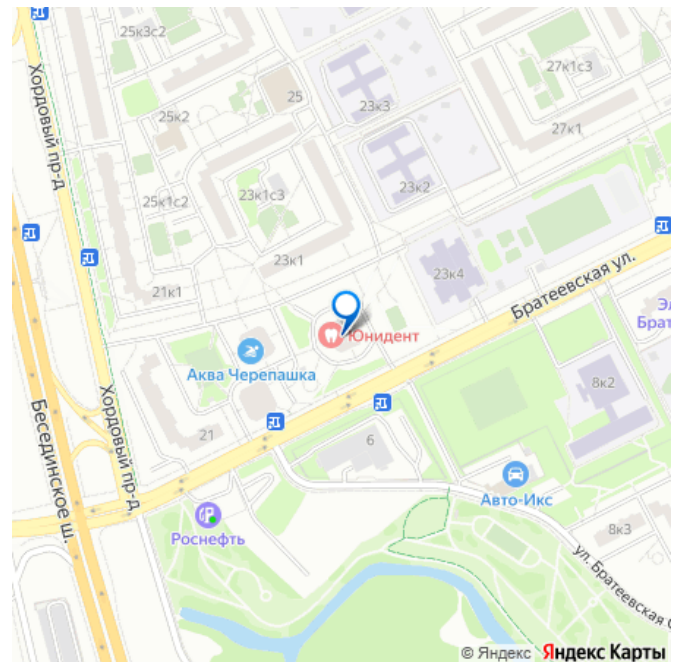 25к3с2
Хордовый пр-д
25
25к2
23к3
27к1с3
27к1
25к1с2
23к1с3
23к2
23к1
23к4
Братеевская ул.
21к1
Юнидент
Эл
Брат
Аква Черепашка
8к2
Хордовый пр-д
Бесединское ш.
21
6
Авто-Икс
Роснефть
8к3
ул. Братеевская С
© Яндекс Яндекс Карты